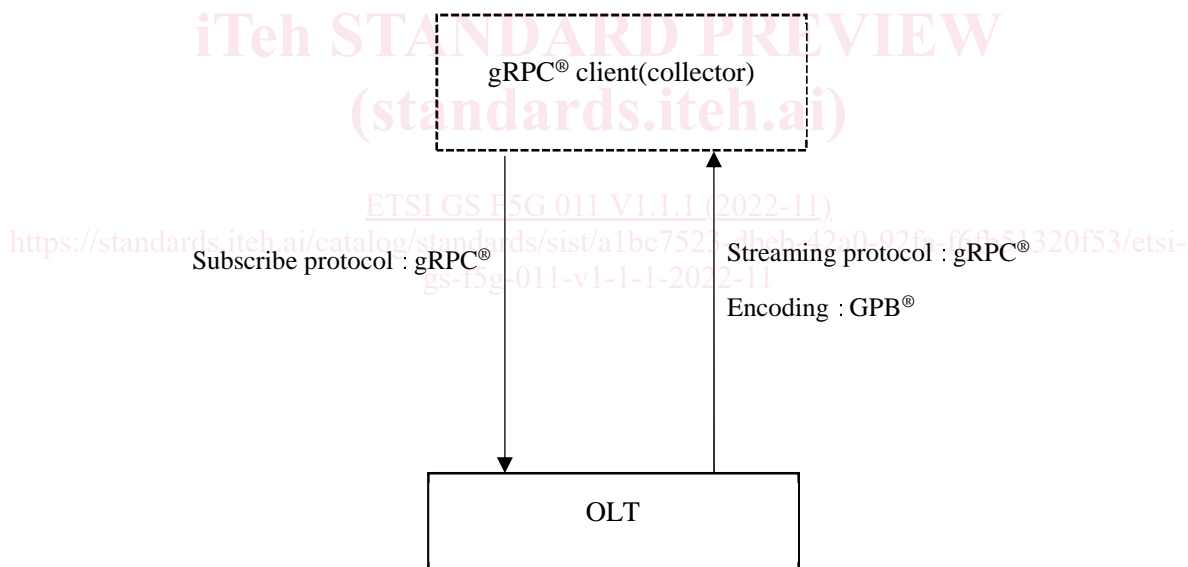 iTeh STANDARD PREVIEW
gRPC® client(collector)
(standards.iteh.ai)
ETSI GS F5G 011 V1.1.1 (2022-11)
https://standards.iteh.ai/catalog/standards/sist/a1bc7523-dbeb-42a0-92fa-f6fb51320f53/etsi-
gs-f5g-011-v1-1-1-2022-11
Subscribe protocol : gRPC®
Streaming protocol : gRPC®
Encoding : GPB®
OLT